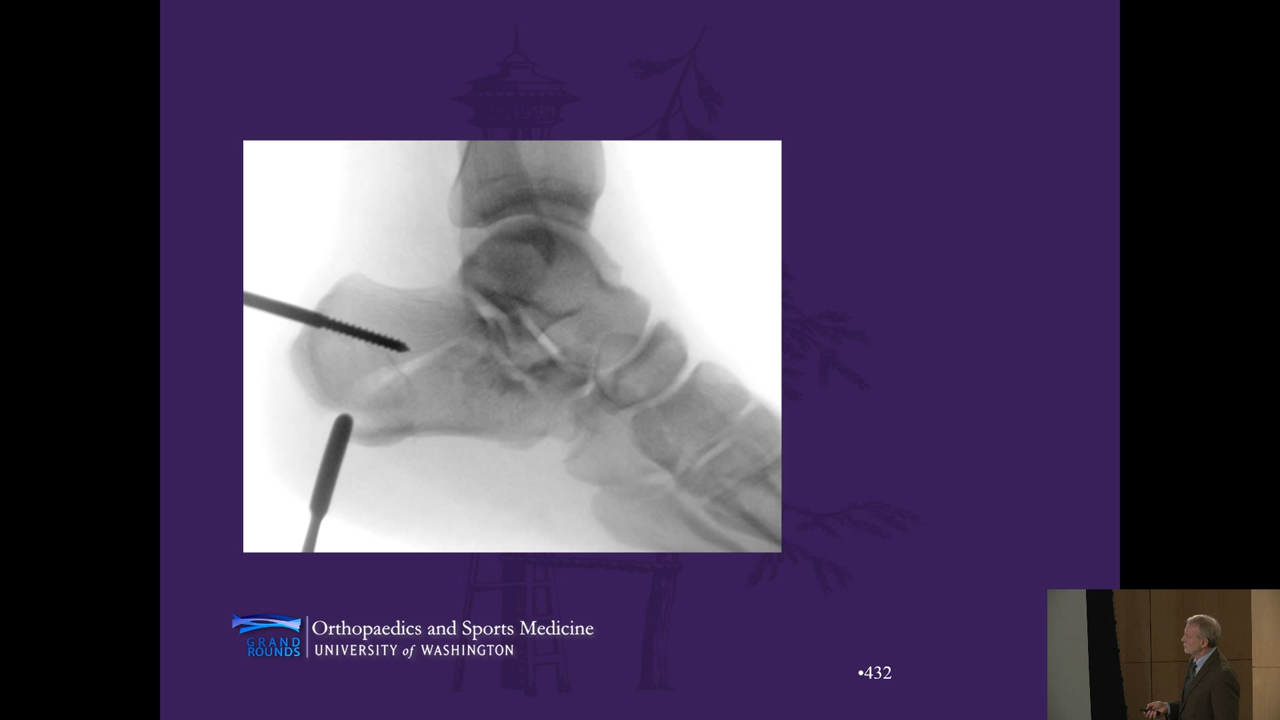 GRAND
ROUNDS
Orthopaedics and Sports Medicine
UNIVERSITY of WASHINGTON
•432